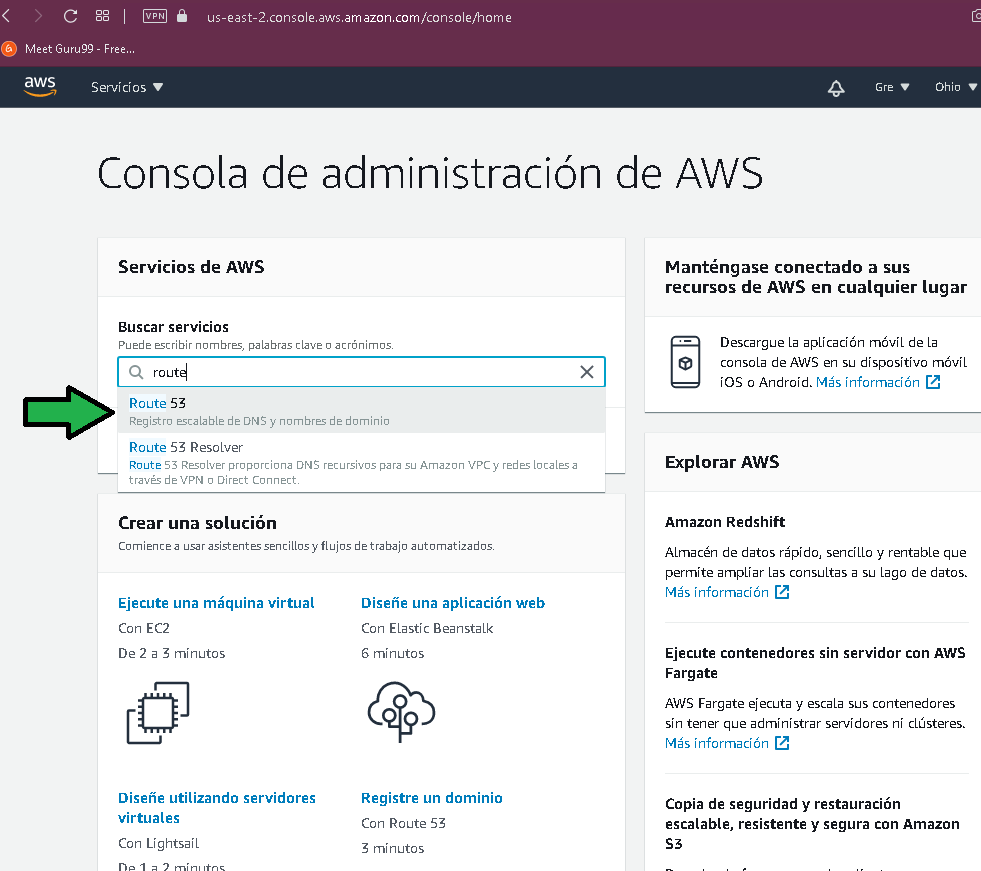 VPN
us-east-2.console.aws.amazon.com/console/home
Meet Guru99 - Free...
aws
Servicios
Gre
Ohio
Consola de administración de AWS
Servicios de AWS
Buscar servicios
Puede escribir nombres, palabras clave o acrónimos.
route
Route 53
Registro escalable de DNS y nombres de dominio
Route 53 Resolver
Route 53 Resolver proporciona DNS recursivos para su Amazon VPC y redes locales a
través de VPN o Direct Connect.
Crear una solución
Comience a usar asistentes sencillos y flujos de trabajo automatizados.
Ejecute una máquina virtual
Con EC2
De 2 a 3 minutos
Diseñe una aplicación web
Con Elastic Beanstalk
6 minutos
Diseñe utilizando servidores
virtuales
Con Lightsail
De 1 a 2 minutos
Registre un dominio
Con Route 53
3 minutos
Manténgase conectado a sus
recursos de AWS en cualquier lugar
Descargue la aplicación móvil de la
consola de AWS en su dispositivo móvil
iOS o Android. Más información
Explorar AWS
Amazon Redshift
Almacén de datos rápido, sencillo y rentable que
permite ampliar las consultas a su lago de datos.
Más información
Ejecute contenedores sin servidor con AWS
Fargate
AWS Fargate ejecuta y escala sus contenedores
sin tener que administrar servidores ni clústeres.
Más información
Copia de seguridad y restauración
escalable, resistente y segura con Amazon
S3